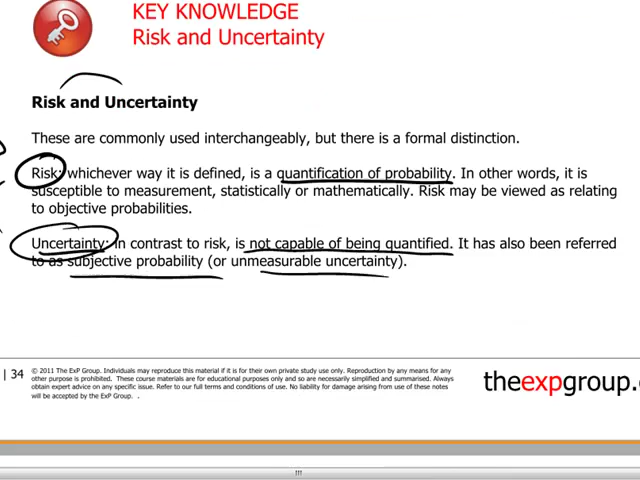 KEY KNOWLEDGE
Risk and Uncertainty
Risk and Uncertainty
These are commonly used interchangeably, but there is a formal distinction.
Risk: whichever way it is defined, is a quantification of probability. In other words, it is
susceptible to measurement, statistically or mathematically. Risk may be viewed as relating
to objective probabilities.
Uncertainty: in contrast to risk, is not capable of being quantified. It has also been referred
to as subjective probability (or unmeasurable uncertainty).
| 34
© 2011 The ExP Group. Individuals may reproduce this material if it is for their own private study use only. Reproduction by any means for any
other purpose is prohibited. These course materials are for educational purposes only and so are necessarily simplified and summarised. Always
obtain expert advice on any specific issue. Refer to our full terms and conditions of use. No liability for damage arising from use of these notes
will be accepted by the ExP Group. .
theexpgroup.